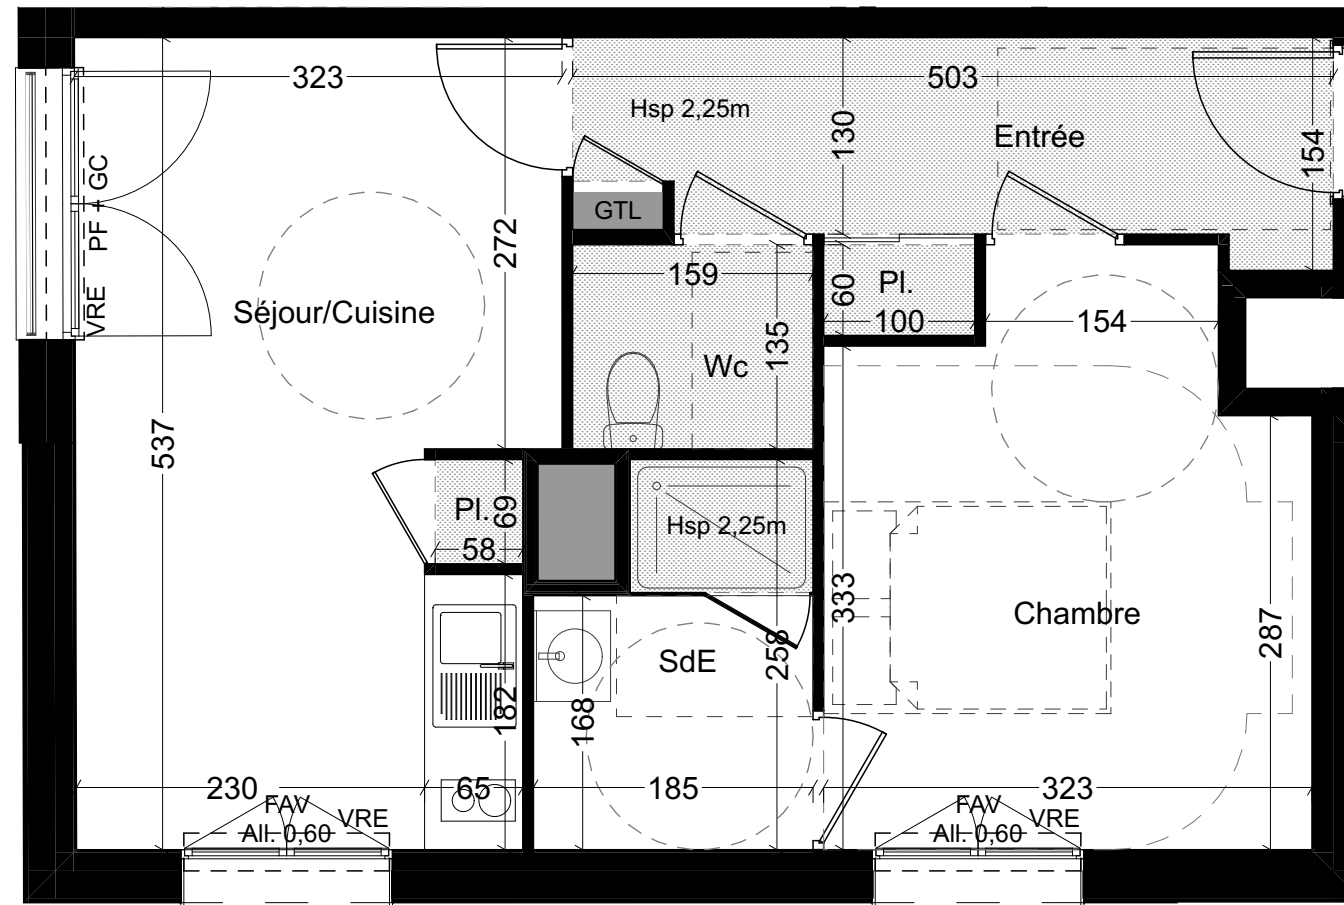 323
503
Hsp 2,25m
130
Entrée
154
PF + GC
VRE
GTL
272
159
60
Pl.
100
154
Séjour/Cuisine
135
Wc
537
Pl.
69
58
Hsp 2,25m
333
Chambre
287
SdE
258
182
168
230
65
185
323
FAV
VRE
All. 0,60
FAV
VRE
All. 0,60